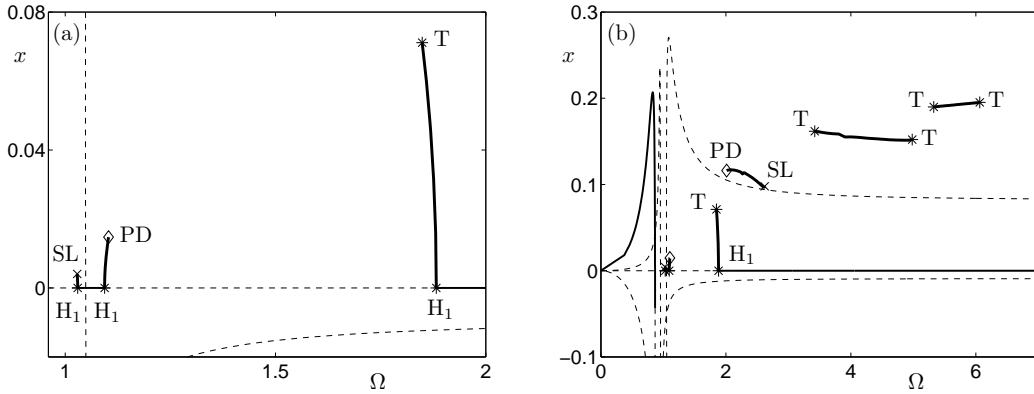 0.08
(a)
x
T
0.04
SL
PD
0
H1 H1 H1
1 1.5 Ω 2
0.3
(b)
x
0.2
T T
T T
PD SL
0.1
T
H1
0
−0.1
0 2 4 Ω 6